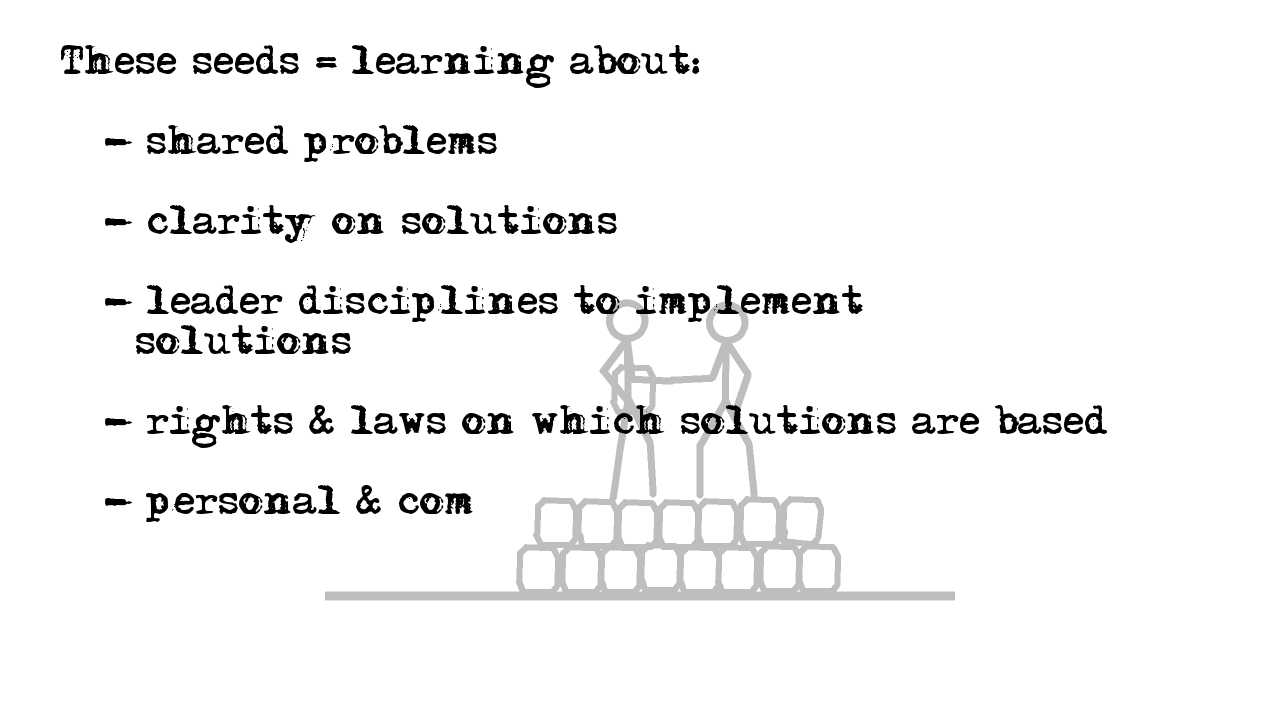 These seeds = learning about:
- shared problems
- clarity on solutions
- leader disciplines to implement
solutions
- rights & laws on which solutions are based
- personal & com